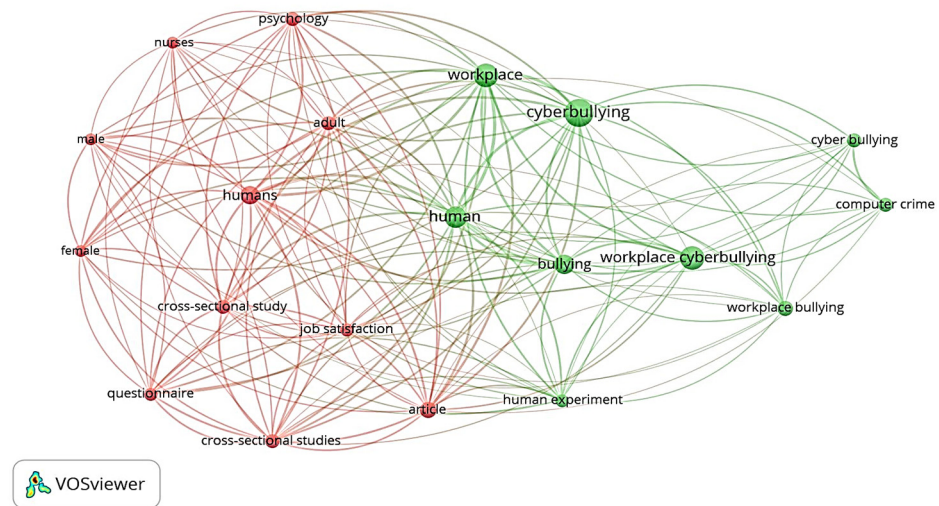 psychology
nurses
workplace
cyberbullying
adult
male
cyber bullying
humans
computer crime
human
female
bullying
workplace cyberbullying
cross-sectional study
workplace bullying
job satisfaction
questionnaire
human experiment
article
cross-sectional studies
VOSviewer